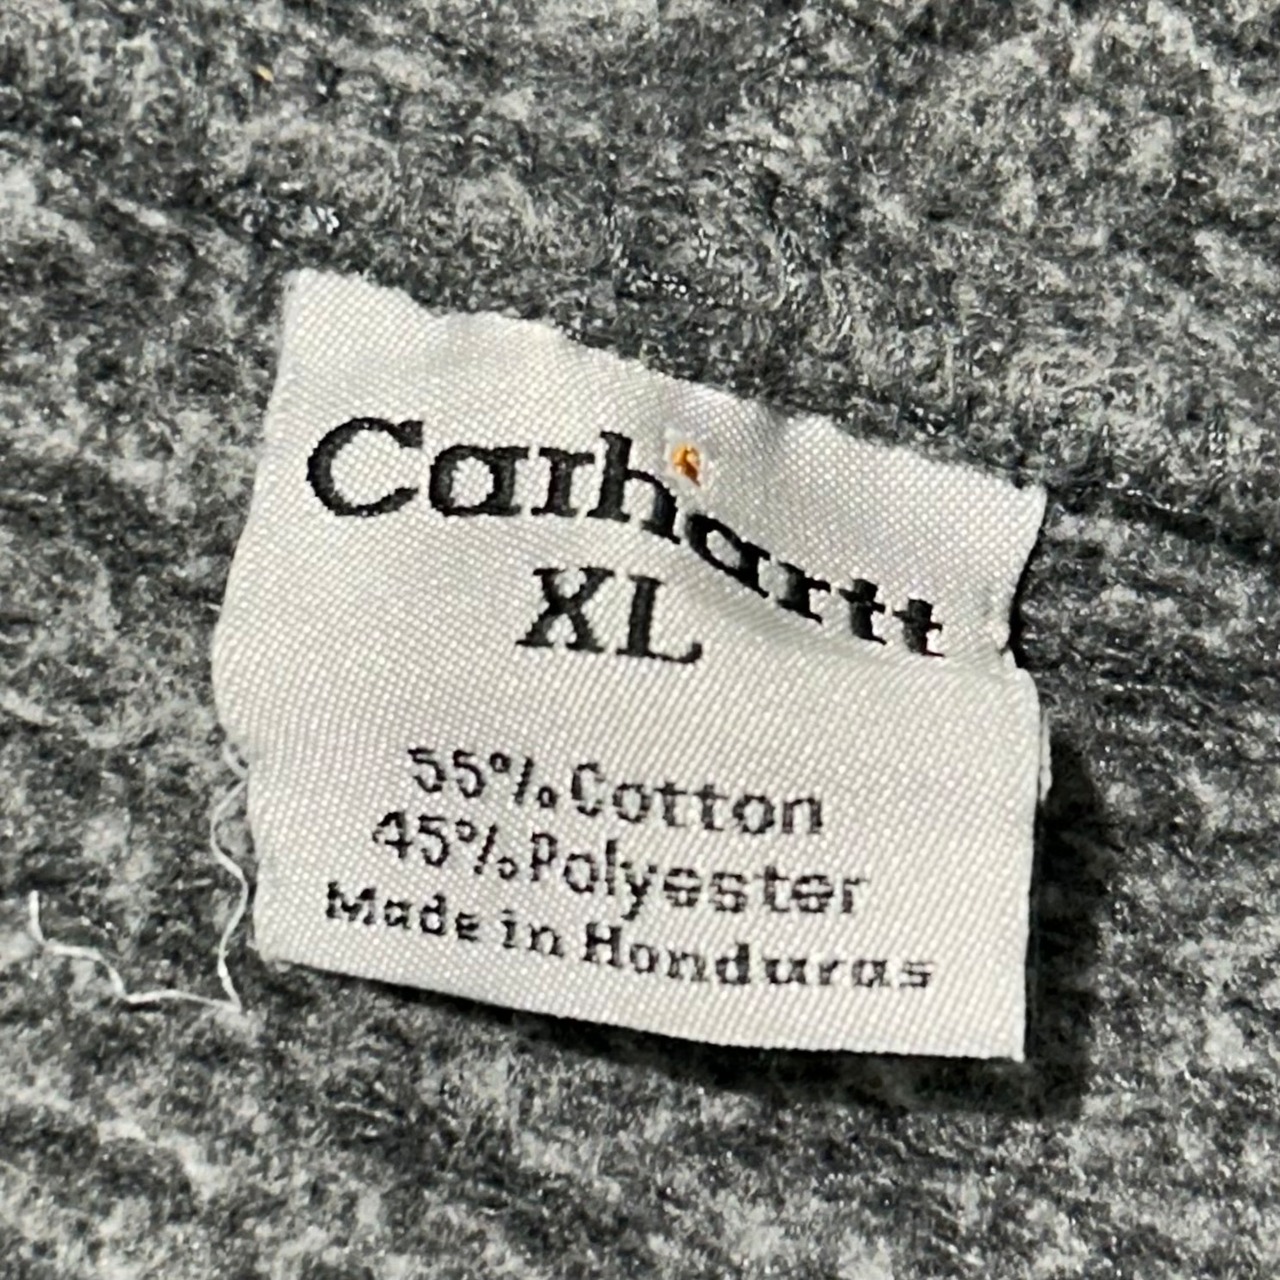 Carhartt
XL
55%Cotton
45%Polyester
Made in Honduras